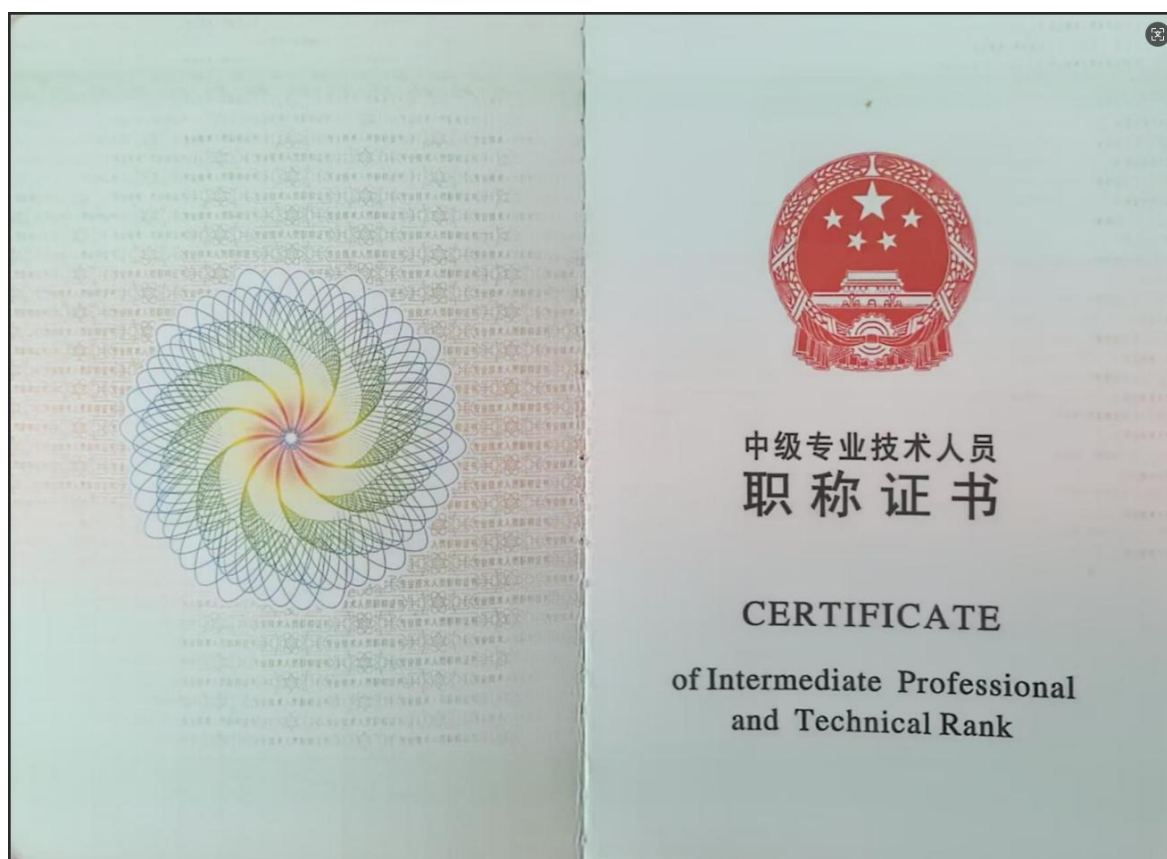 中级专业技术人员
职称证书
CERTIFICATE
of Intermediate Professional
and Technical Rank